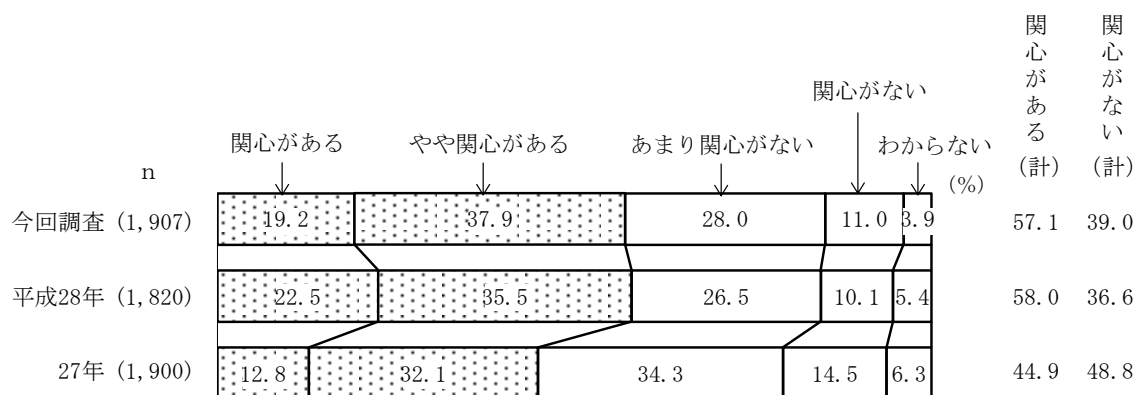 関心がある(計)
関心がない(計)
関心がない
関心がある
やや関心がある
あまり関心がない
わからない
n
(%)
今回調査 (1,907) 19.2 37.9 28.0 11.0 3.9 57.1 39.0
平成28年 (1,820) 22.5 35.5 26.5 10.1 5.4 58.0 36.6
27年 (1,900) 12.8 32.1 34.3 14.5 6.3 44.9 48.8